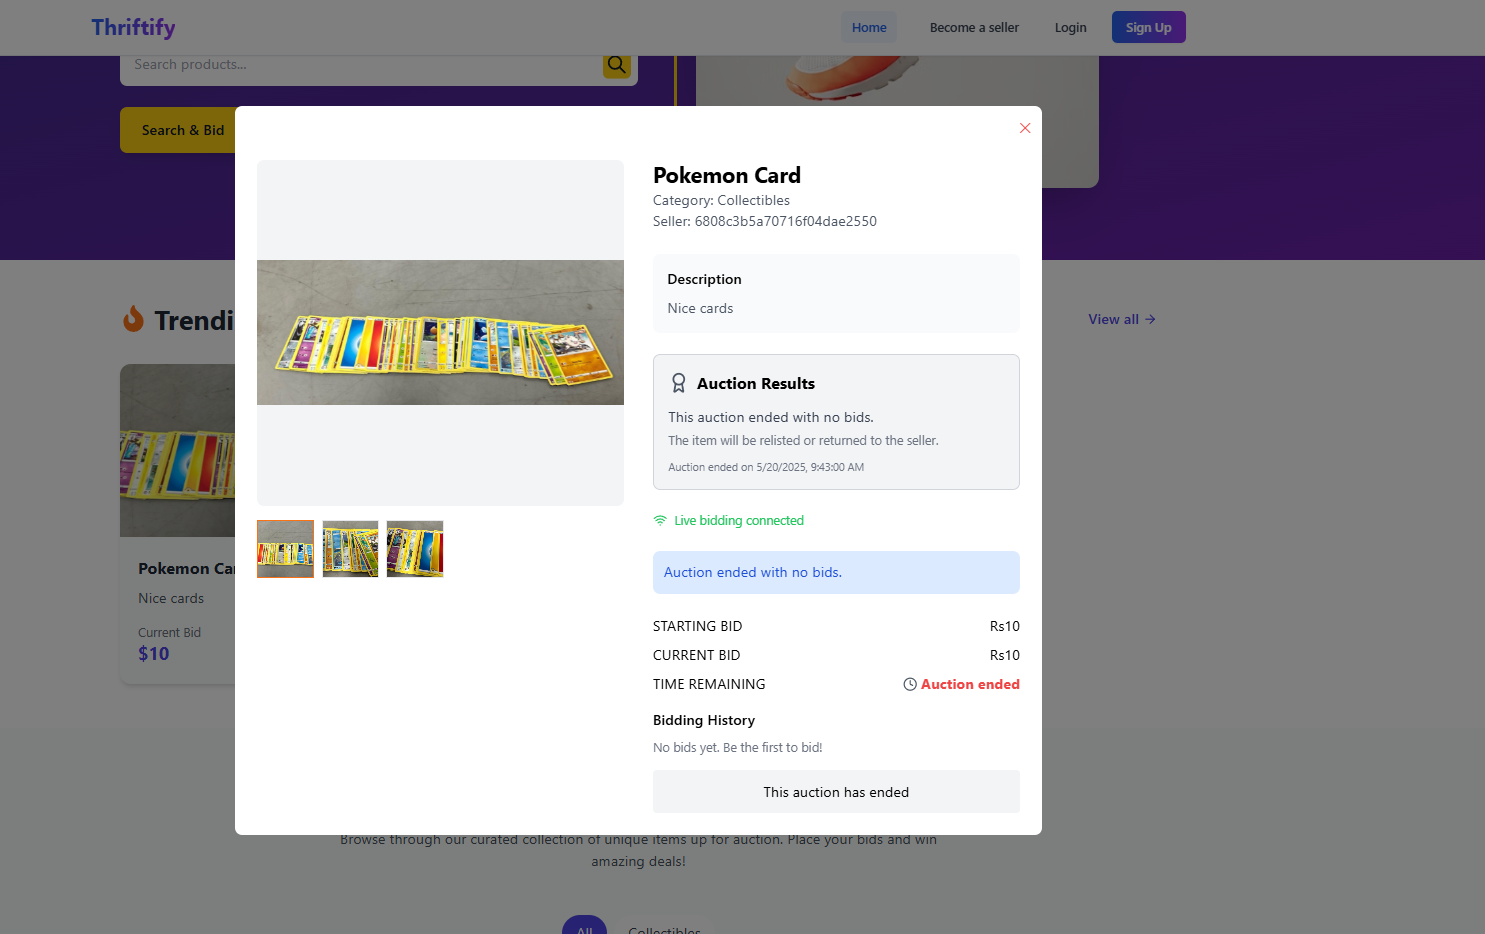 Thriftify
Home
Become a seller
Login
Sign Up
Search products...
Search & Bid
Pokemon Card
Category: Collectibles
Seller: 6808c3b5a70716f04dae2550
Description
Nice cards
Auction Results
This auction ended with no bids.
The item will be relisted or returned to the seller.
Auction ended on 5/20/2025, 9:43:00 AM
Live bidding connected
Auction ended with no bids.
STARTING BID Rs10
CURRENT BID Rs10
TIME REMAINING Auction ended
Bidding History
No bids yet. Be the first to bid!
This auction has ended
Trendi
View all →
Pokemon Car
Nice cards
Current Bid
$10
Browse through our curated collection of unique items up for auction. Place your bids and win
amazing deals!
All
Collectibles